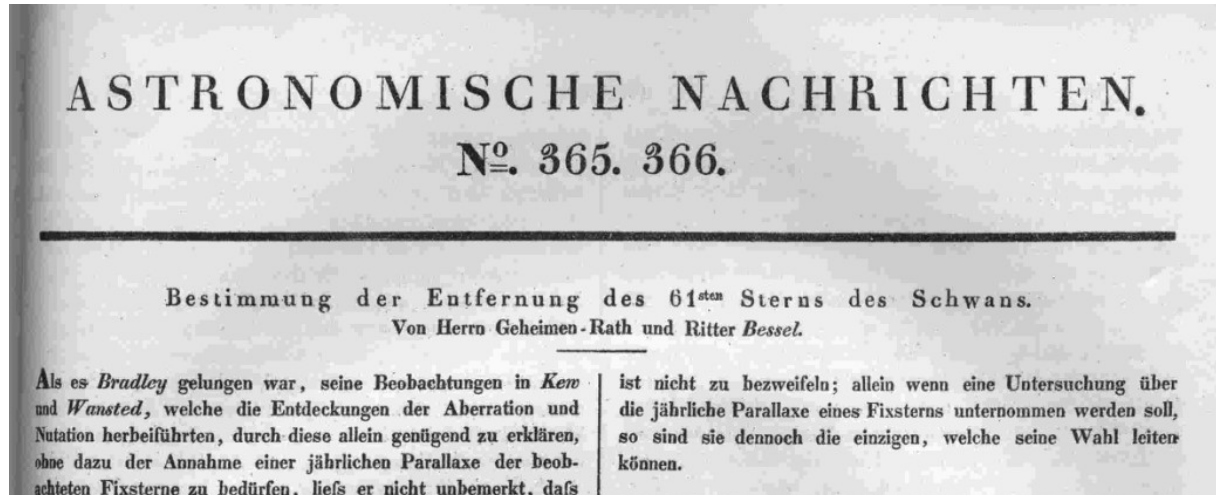 ASTRONOMISCHE NACHRICHTEN.
Nº. 365. 366.
Bestimmung der Entfernung des 61sten Sterns des Schwans.
Von Herrn Geheimen-Rath und Ritter Bessel.
Als es Bradley gelungen war, seine Beobachtungen in Kew
und Wansted, welche die Entdeckungen der Aberration und
Nutation herbeiführten, durch diese allein genügend zu erklären,
ohne dazu der Annahme einer jährlichen Parallaxe der beob-
achteten Fixsterne zu bedürfen, liefs er nicht unbemerkt, dafs
ist nicht zu bezweifeln; allein wenn eine Untersuchung über
die jährliche Parallaxe eines Fixsterns unternommen werden soll,
so sind sie dennoch die einzigen, welche seine Wahl leiten
können.